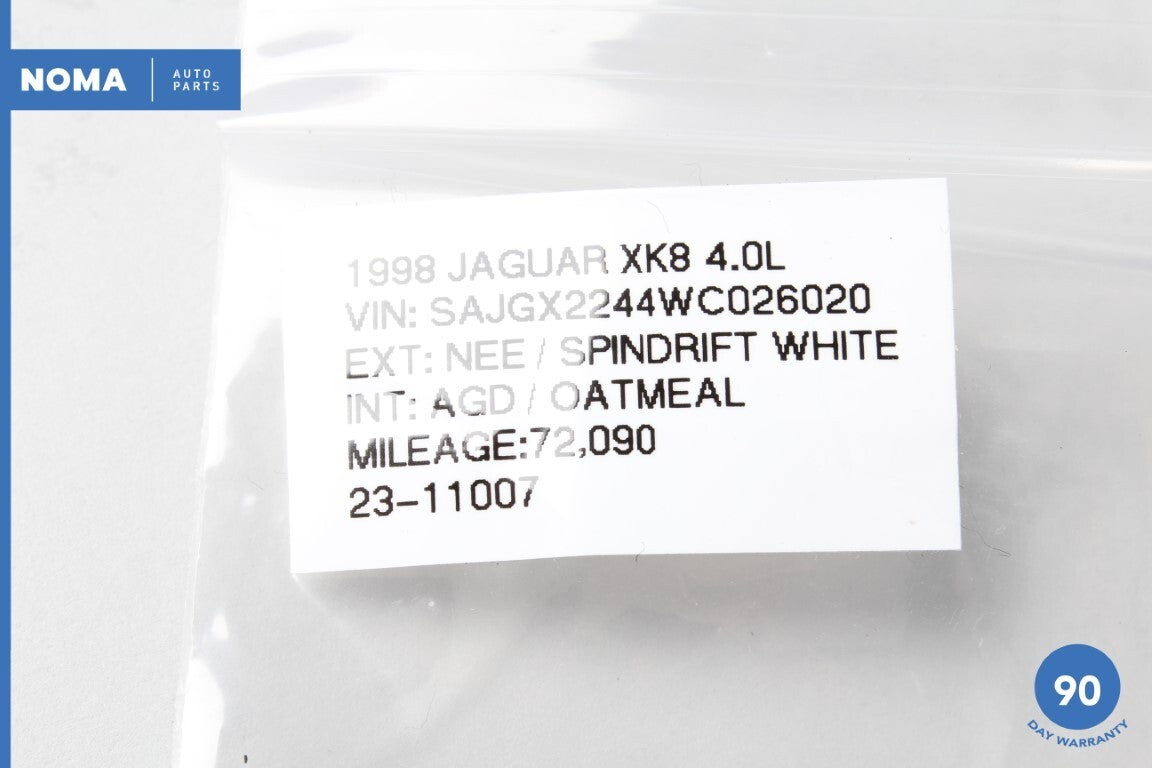 NOMA
AUTO
PARTS
1998 JAGUAR XK8 4.0L
VIN: SAJGX2244WC026020
EXT: NEE / SPINDRIFT WHITE
INT: AGD / OATMEAL
MILEAGE:72,090
23-11007
90
DAY WARRANTY